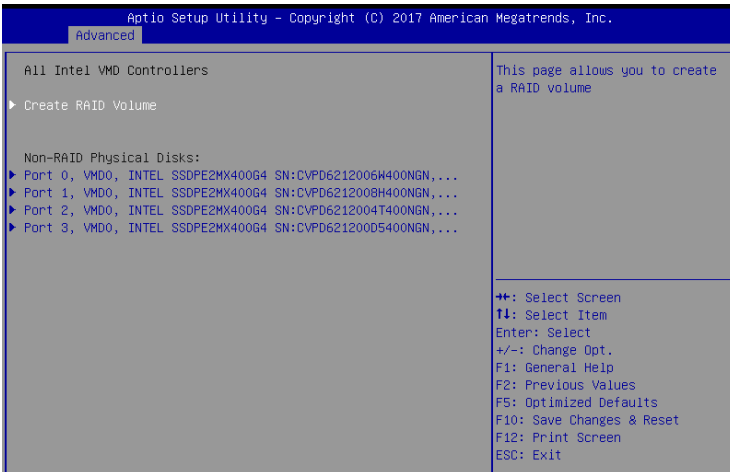 Aptio Setup Utility – Copyright (C) 2017 American Megatrends, Inc.
Advanced
All Intel VMD Controllers
Create RAID Volume
Non-RAID Physical Disks:
Port 0, VMD0, INTEL SSDPE2MX400G4 SN:CVPD6212006W400NGN,...
Port 1, VMD0, INTEL SSDPE2MX400G4 SN:CVPD6212008H400NGN,...
Port 2, VMD0, INTEL SSDPE2MX400G4 SN:CVPD6212004T400NGN,...
Port 3, VMD0, INTEL SSDPE2MX400G4 SN:CVPD621200D5400NGN,...
This page allows you to create
a RAID volume
→←: Select Screen
↑↓: Select Item
Enter: Select
+/-: Change Opt.
F1: General Help
F2: Previous Values
F5: Optimized Defaults
F10: Save Changes & Reset
F12: Print Screen
ESC: Exit